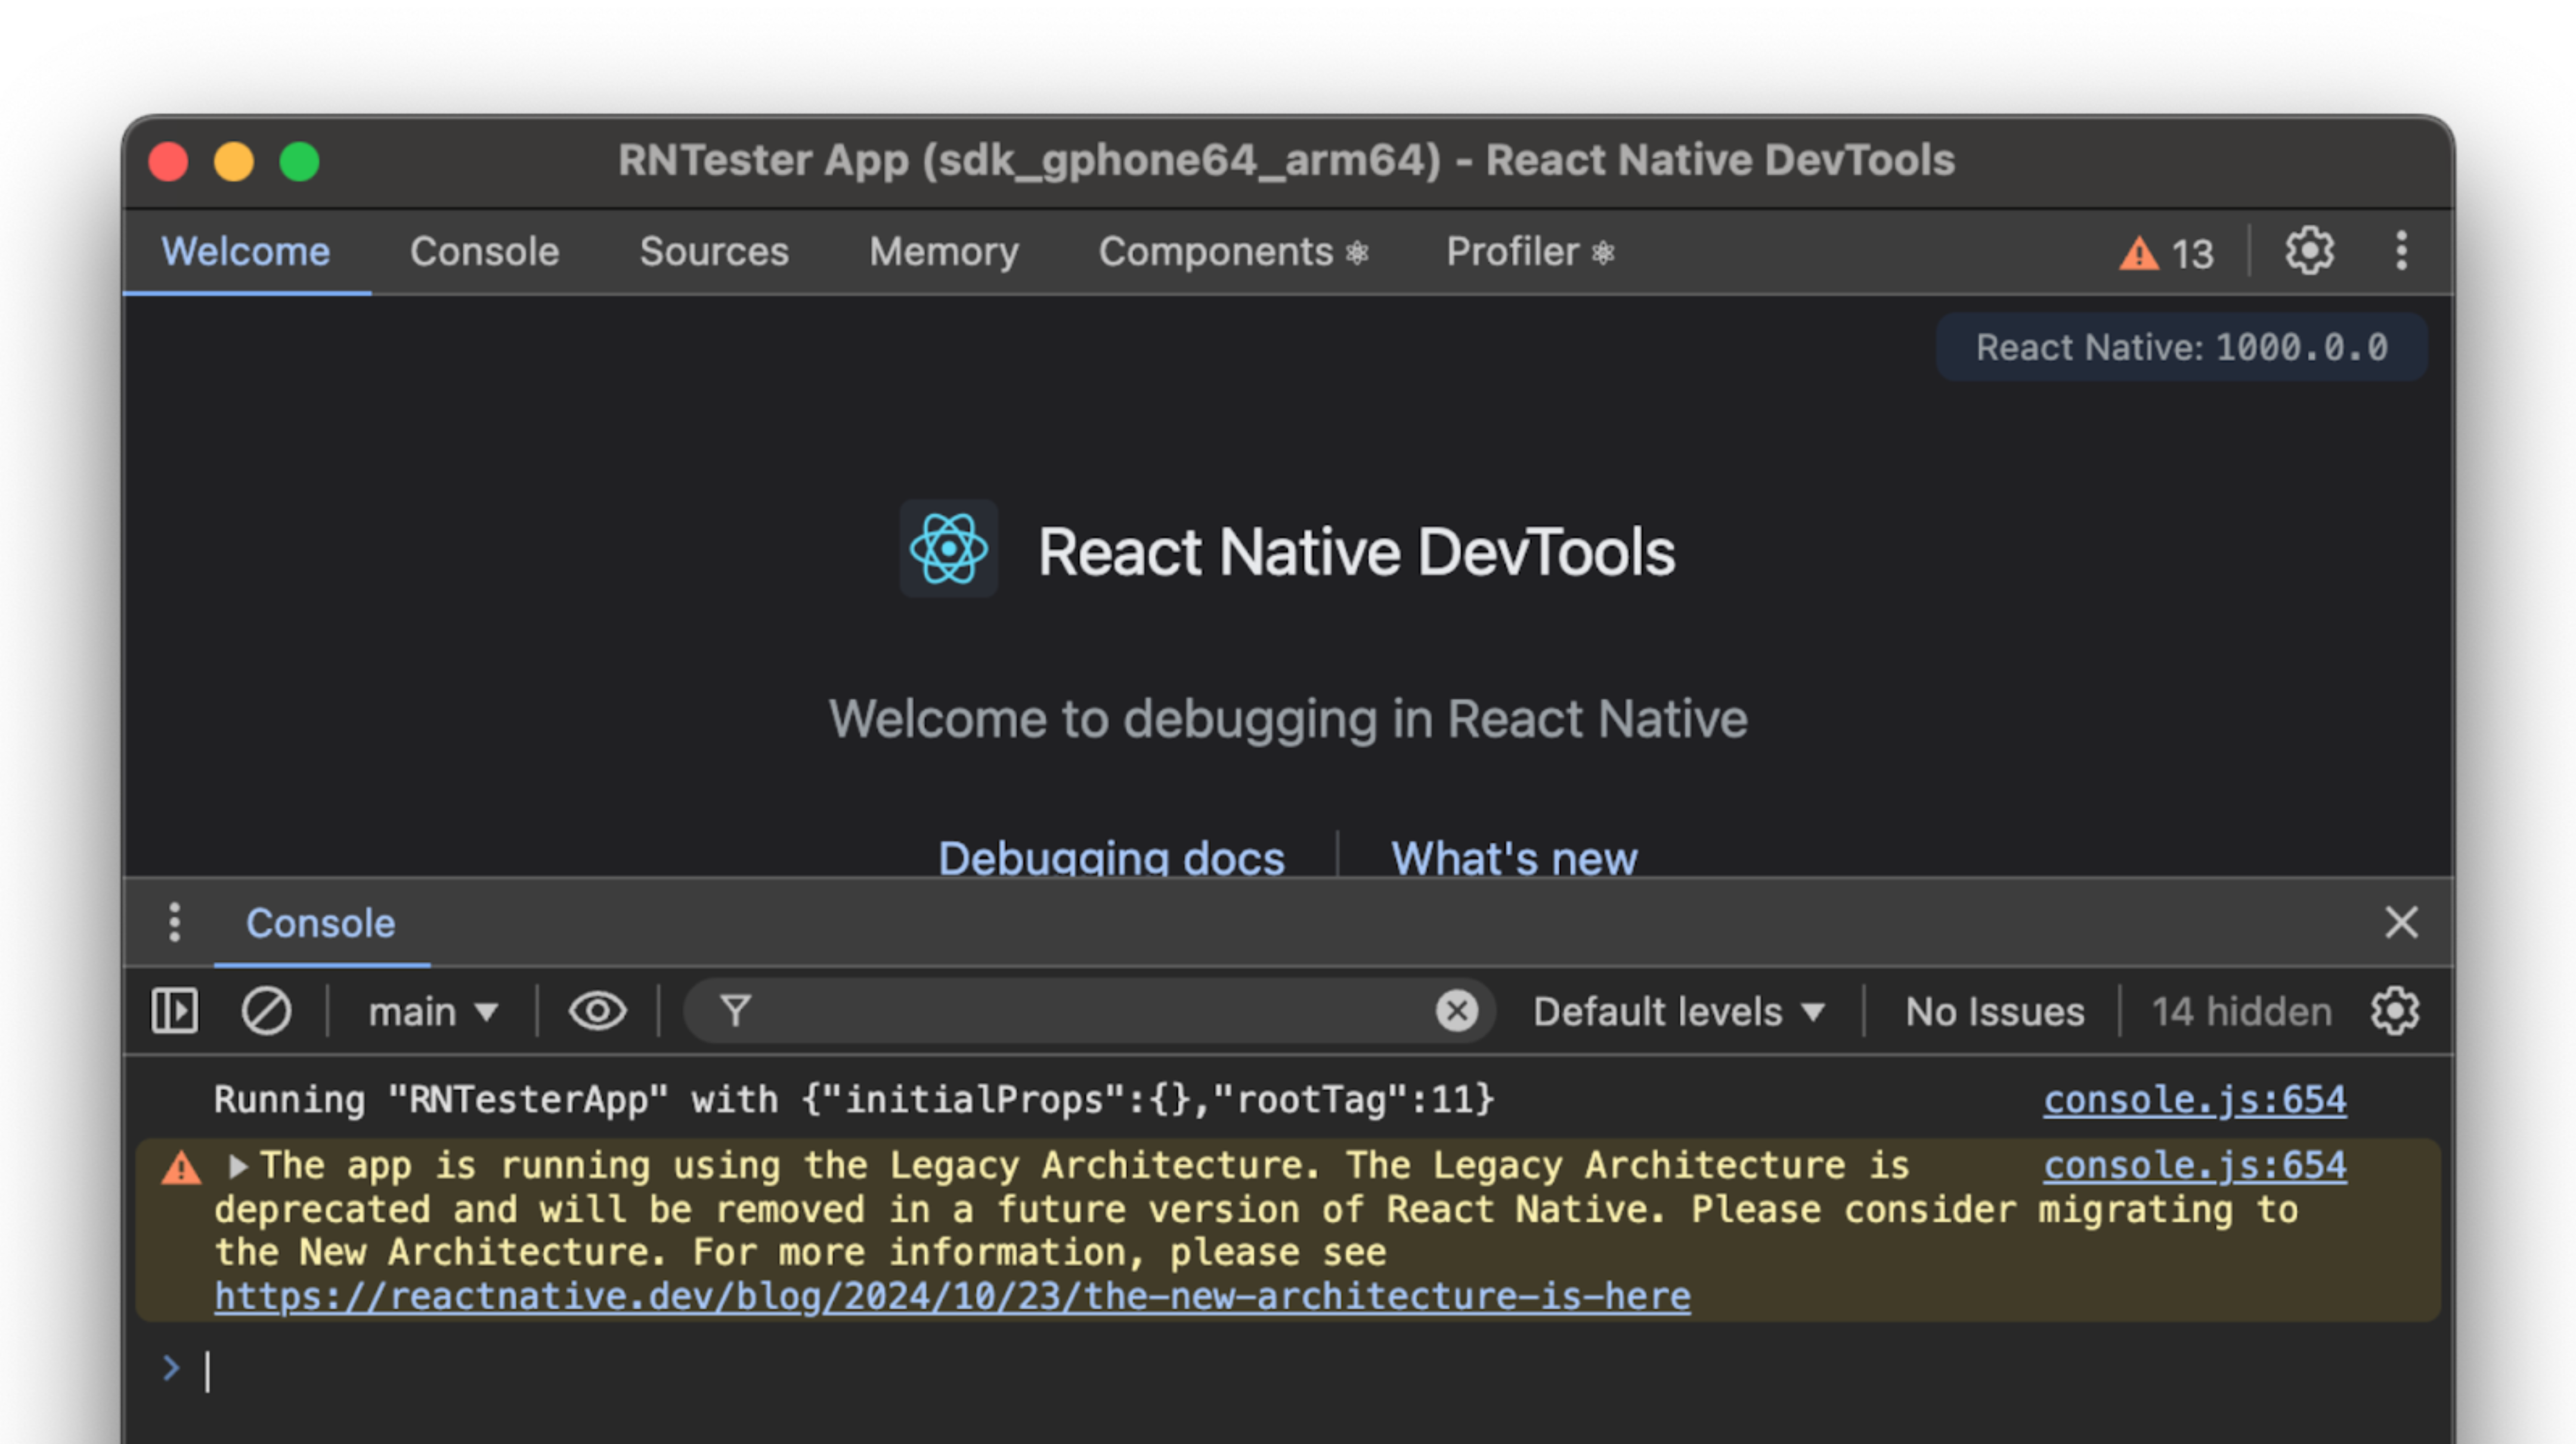 RNTester App (sdk_gphone64_arm64) - React Native DevTools
Welcome Console Sources Memory Components ⚛ Profiler ⚛ 13
React Native: 1000.0.0
React Native DevTools
Welcome to debugging in React Native
Debugging docs What's new
Console
main Default levels No Issues 14 hidden
Running "RNTesterApp" with {"initialProps":{},"rootTag":11} console.js:654
The app is running using the Legacy Architecture. The Legacy Architecture is console.js:654
deprecated and will be removed in a future version of React Native. Please consider migrating to
the New Architecture. For more information, please see
https://reactnative.dev/blog/2024/10/23/the-new-architecture-is-here
>